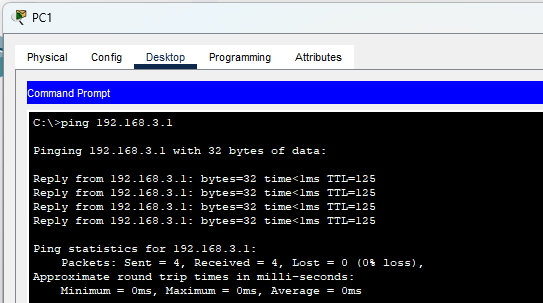 PC1
Physical Config Desktop Programming Attributes
Command Prompt
C:\>ping 192.168.3.1
Pinging 192.168.3.1 with 32 bytes of data:
Reply from 192.168.3.1: bytes=32 time<1ms TTL=125
Reply from 192.168.3.1: bytes=32 time<1ms TTL=125
Reply from 192.168.3.1: bytes=32 time<1ms TTL=125
Reply from 192.168.3.1: bytes=32 time<1ms TTL=125
Ping statistics for 192.168.3.1:
    Packets: Sent = 4, Received = 4, Lost = 0 (0% loss),
Approximate round trip times in milli-seconds:
    Minimum = 0ms, Maximum = 0ms, Average = 0ms